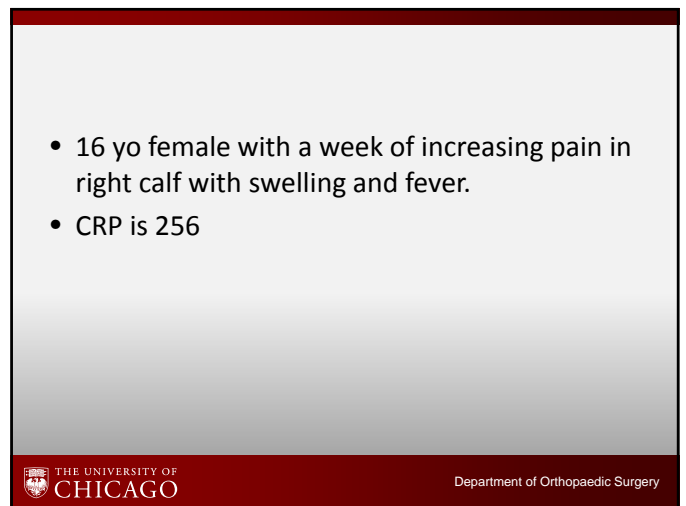 • 16 yo female with a week of increasing pain in
right calf with swelling and fever.
• CRP is 256
THE UNIVERSITY OF
CHICAGO
Department of Orthopaedic Surgery